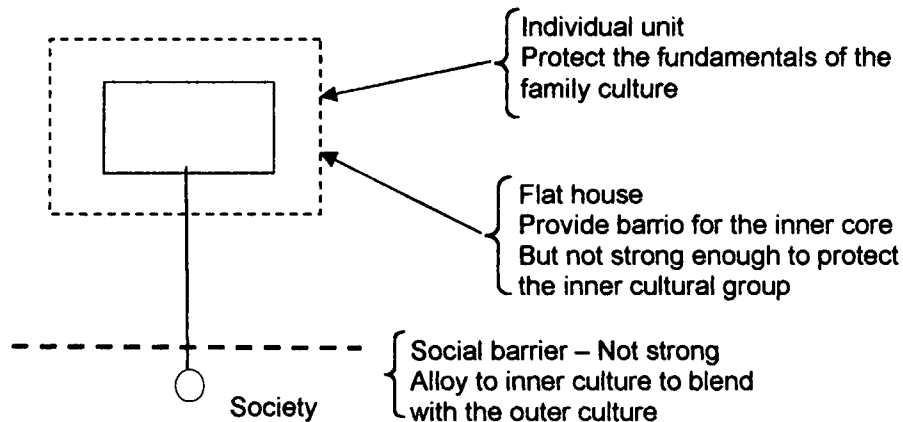 Individual unit
Protect the fundamentals of the
family culture
Flat house
Provide barrio for the inner core
But not strong enough to protect
the inner cultural group
Social barrier – Not strong
Alloy to inner culture to blend
with the outer culture
Society